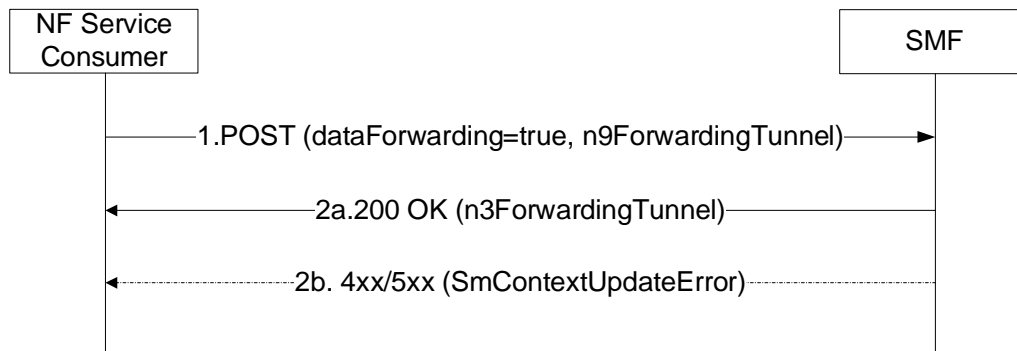 NF Service
Consumer
SMF
1.POST (dataForwarding=true, n9ForwardingTunnel)
2a.200 OK (n3ForwardingTunnel)
2b. 4xx/5xx (SmContextUpdateError)